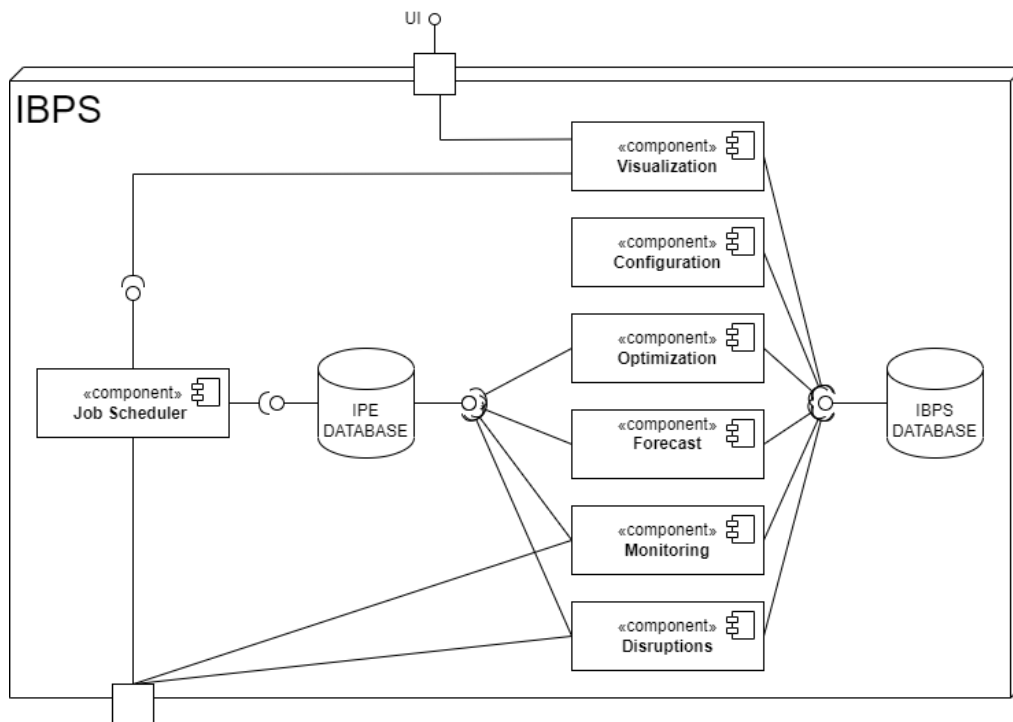 UI
IBPS
«component»
Visualization
«component»
Configuration
«component»
Optimization
«component»
Job Scheduler
IPE
DATABASE
IBPS
DATABASE
«component»
Forecast
«component»
Monitoring
«component»
Disruptions